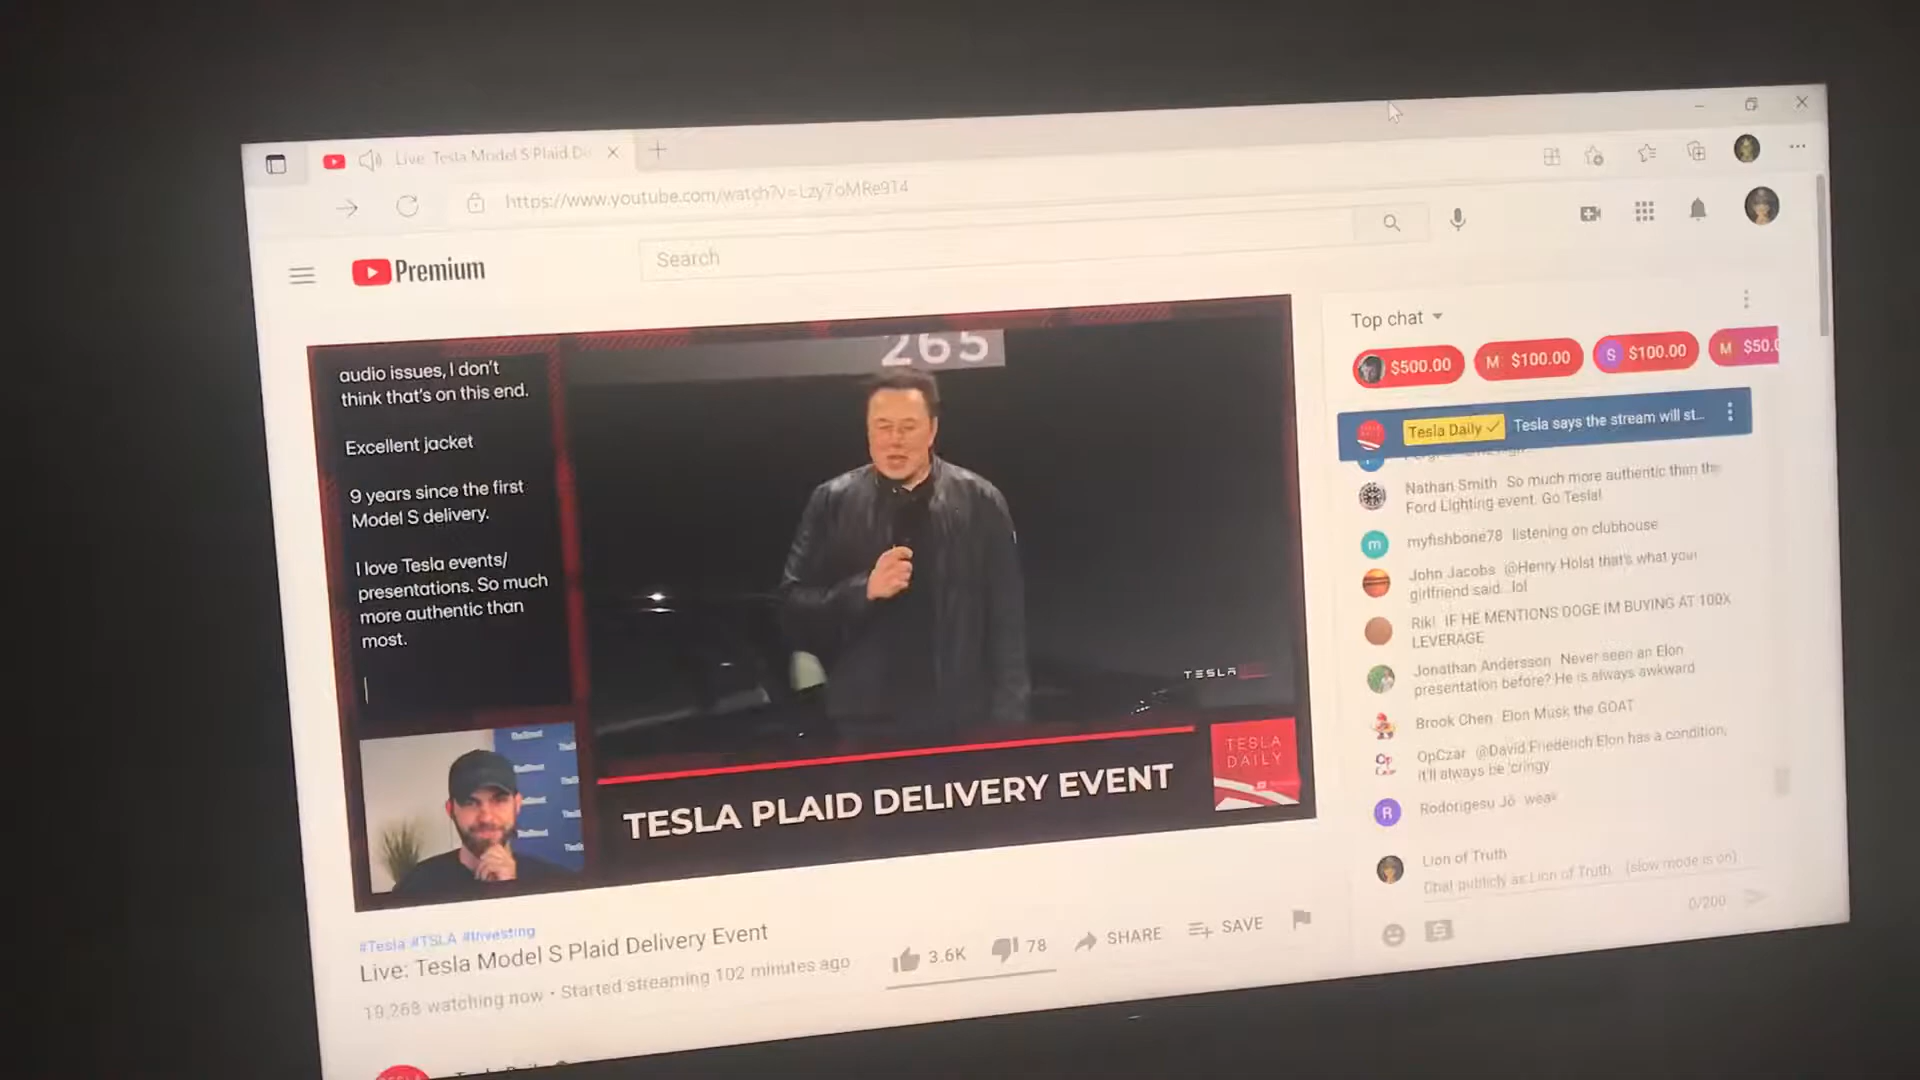 Live: Tesla Model S Plaid De
https://www.youtube.com/watch?v=Lzy7oMRe914
Premium
Search
audio issues, I don't
think that's on this end.
Excellent jacket
9 years since the first
Model S delivery.
I love Tesla events/
presentations. So much
more authentic than
most.
265
TESLA
TESLA PLAID DELIVERY EVENT
TESLA
DAILY
#Tesla #TSLA #Investing
Live: Tesla Model S Plaid Delivery Event
19,268 watching now • Started streaming 102 minutes ago
3.6K
78
SHARE
SAVE
Top chat
$500.00
M $100.00
S $100.00
M $50.0
Tesla Daily ✓ Tesla says the stream will st...
Nathan Smith So much more authentic than the
Ford Lighting event. Go Tesla!
m myfishbone78 listening on clubhouse
John Jacobs @Henry Holst that's what your
girlfriend said...lol
Rik! IF HE MENTIONS DOGE IM BUYING AT 100X
LEVERAGE
Jonathan Andersson Never seen an Elon
presentation before? He is always awkward
Brook Chen Elon Musk the GOAT
OpCzar @David Friederich Elon has a condition,
it'll always be 'cringy
R Rodorigesu Jō
Lion of Truth
Chat publicly as Lion of Truth... (slow mode is on)
0/200